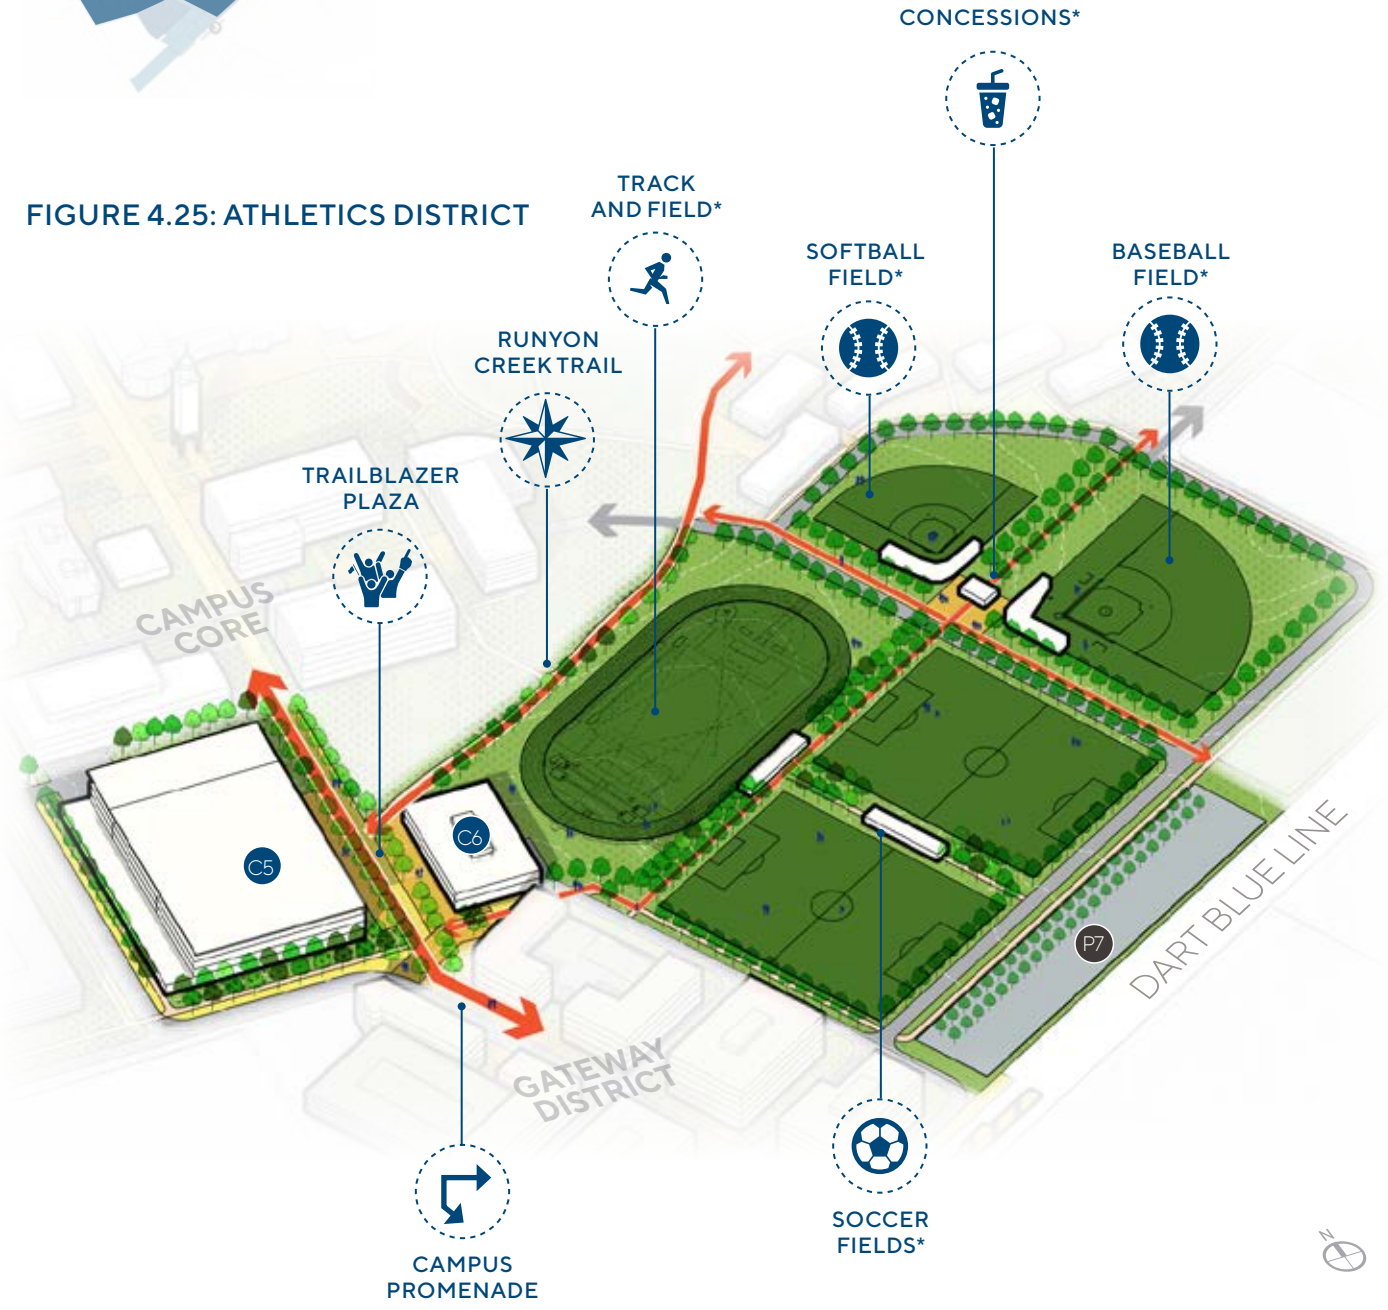 CONCESSIONS*
TRACK
AND FIELD*
FIGURE 4.25: ATHLETICS DISTRICT
SOFTBALL
FIELD*
BASEBALL
FIELD*
RUNYON
CREEK TRAIL
TRAILBLAZER
PLAZA
CAMPUS
CORE
C6
C5
P7
DART BLUE LINE
GATEWAY
DISTRICT
SOCCER
FIELDS*
N
CAMPUS
PROMENADE